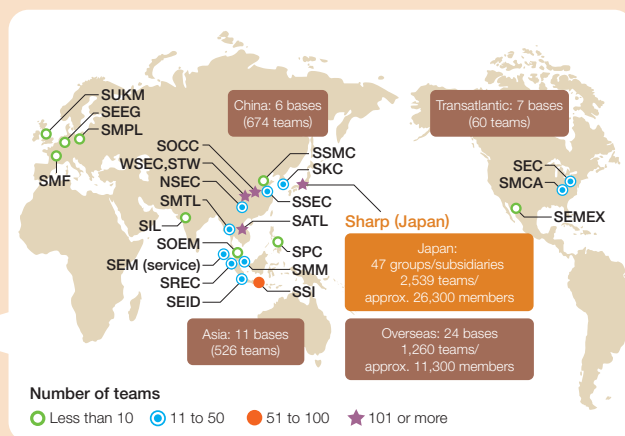 SUKM
SEEG
SMPL
SMF
China: 6 bases
(674 teams)
Transatlantic: 7 bases
(60 teams)
SOCC
WSEC,STW
NSEC
SMTL
SIL
SOEM
SEM (service)
SREC
SEID
SSMC
SKC
SSEC
SATL
SPC
SMM
SSI
SEC
SMCA
SEMEX
Sharp (Japan)
Japan:
47 groups/subsidiaries
2,539 teams/
approx. 26,300 members
Asia: 11 bases
(526 teams)
Overseas: 24 bases
1,260 teams/
approx. 11,300 members
Number of teams
Less than 10
11 to 50
51 to 100
101 or more